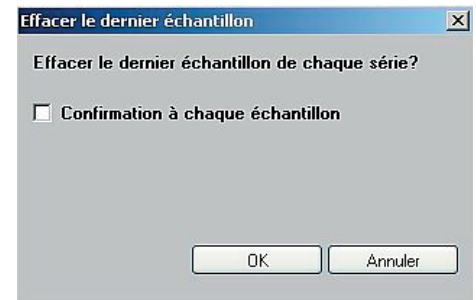 Effacer le dernier échantillon
Effacer le dernier échantillon de chaque série?
Confirmation à chaque échantillon
OK
Annuler